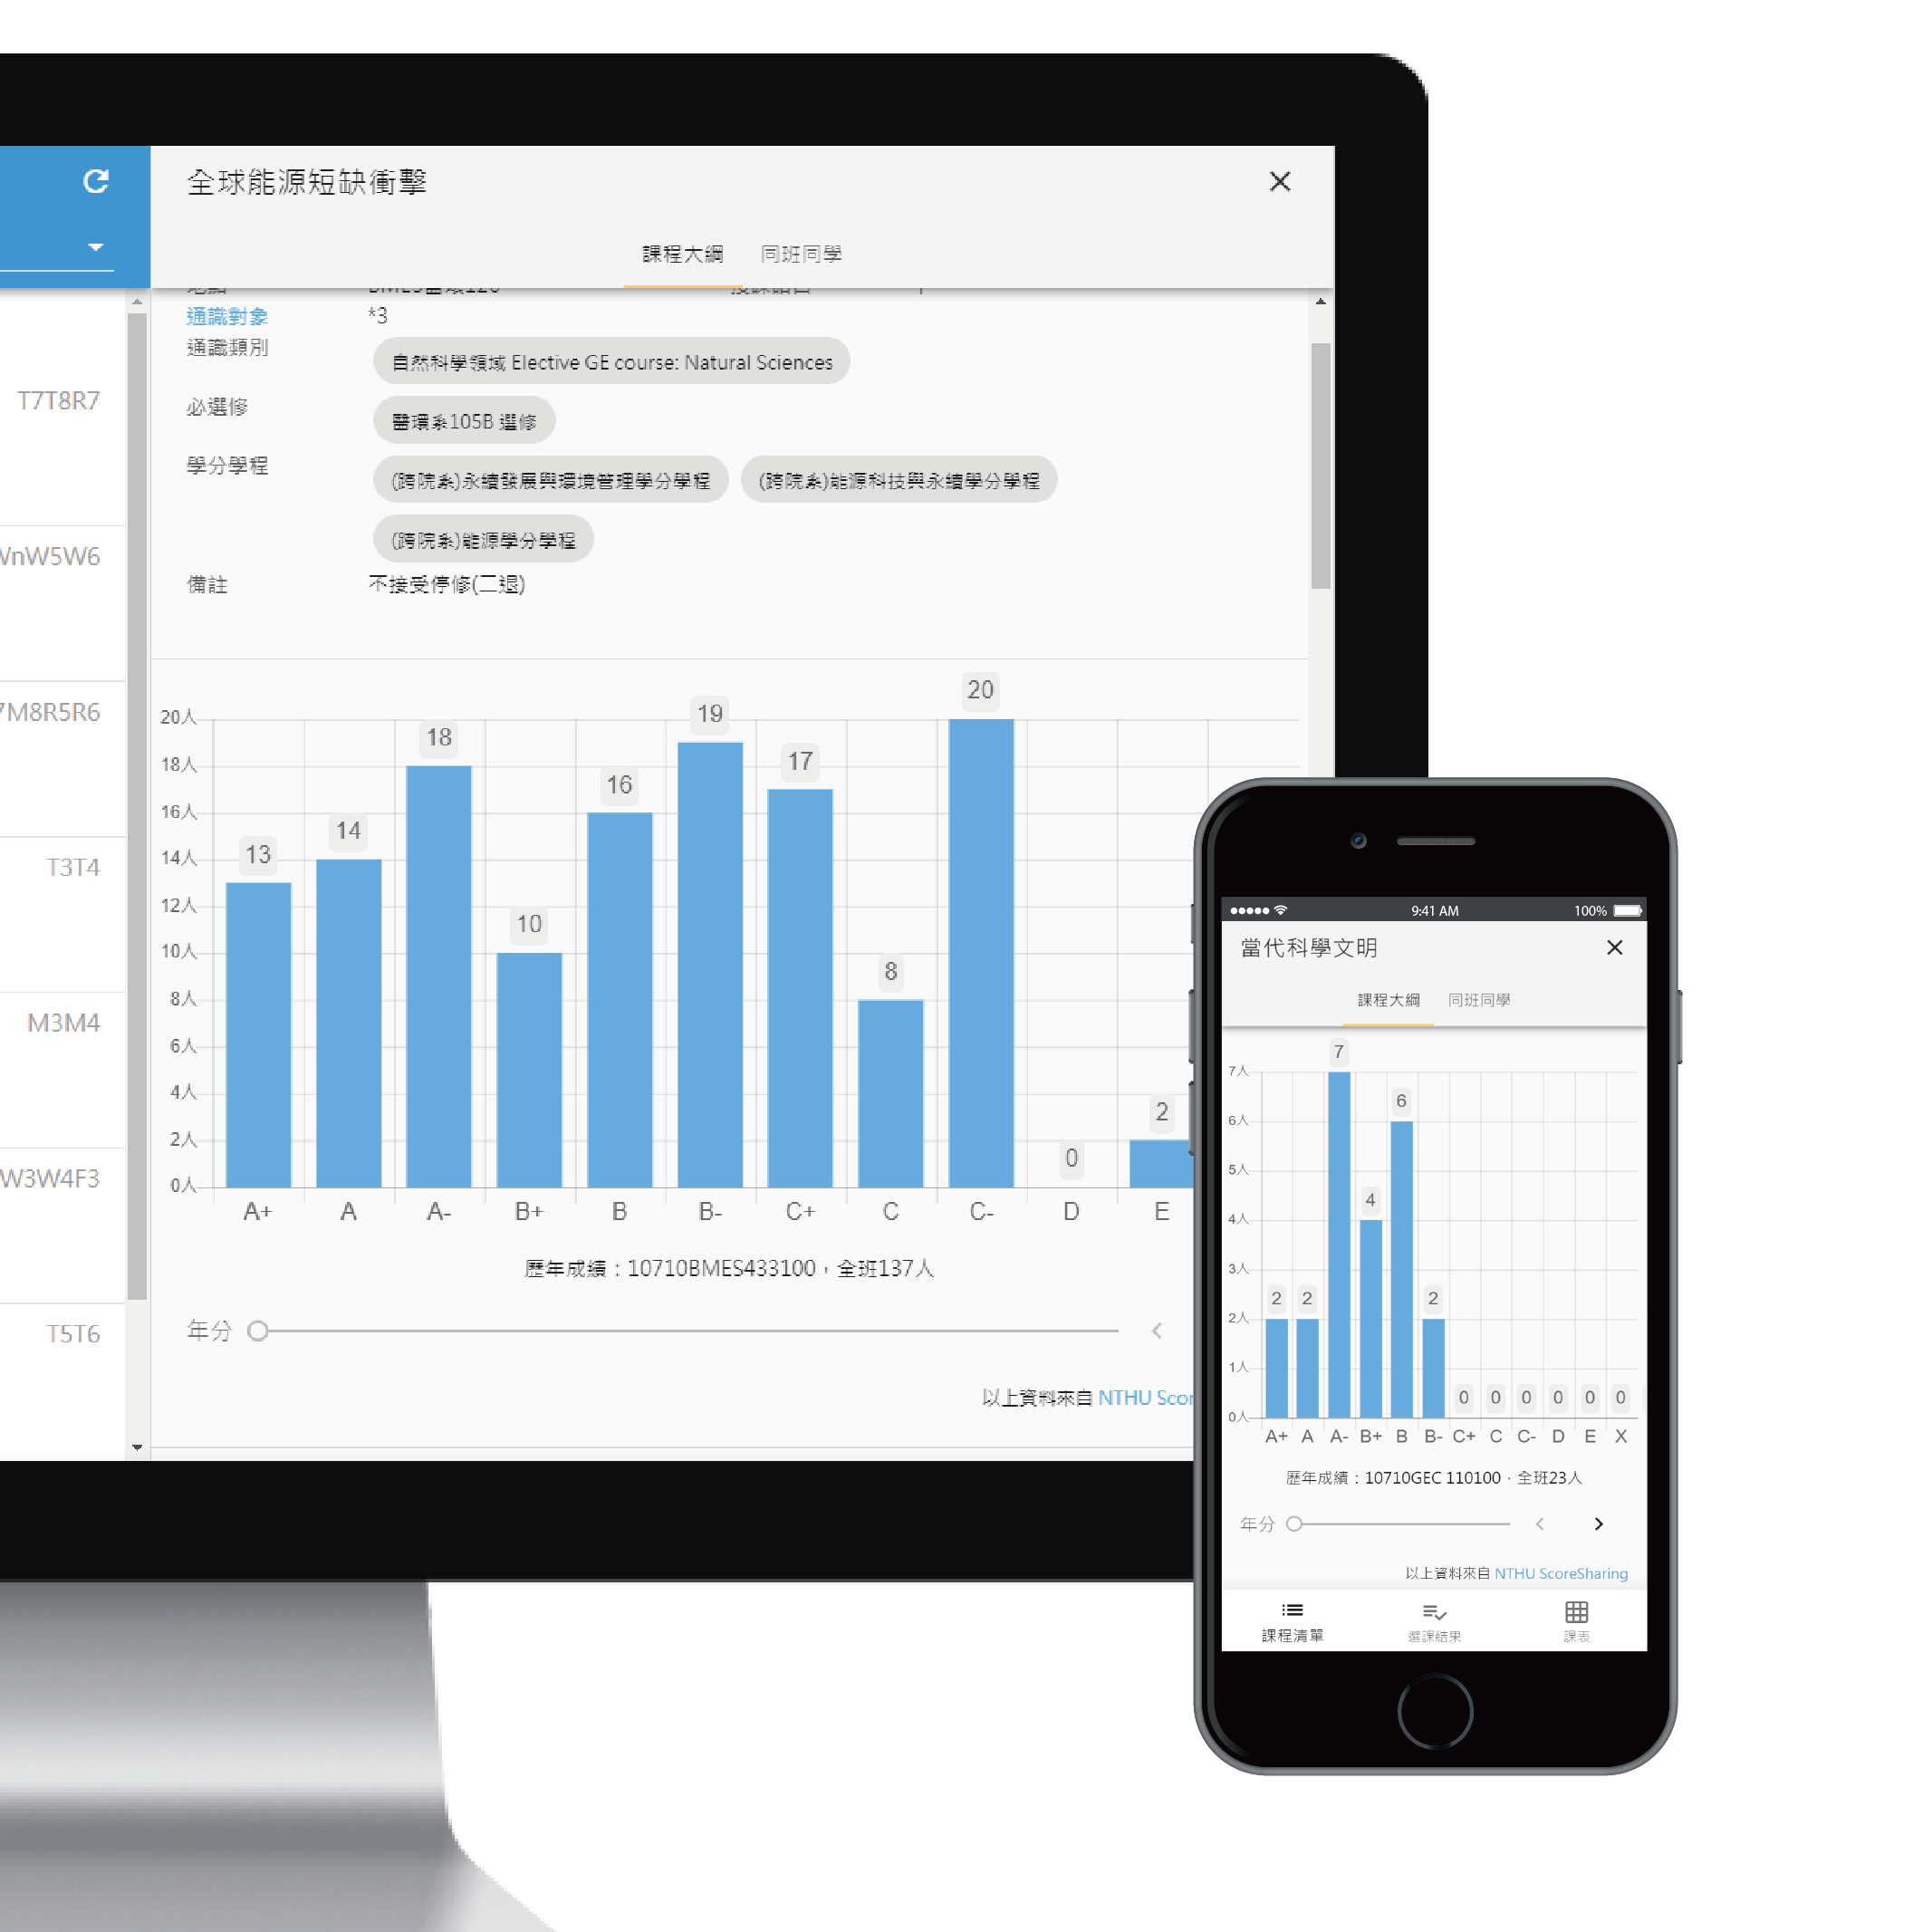 全球能源短缺衝擊
課程大綱 同班同學
通識對象 *3
通識類別 自然科學領域 Elective GE course: Natural Sciences
必選修 醫環系105B 選修
學分學程 (跨院系)永續發展與環境管理學分學程 (跨院系)能源科技與永續學分學程
(跨院系)能源學分學程
備註 不接受停修(二退)
T7T8R7
WnW5W6
7M8R5R6
T3T4
M3M4
W3W4F3
T5T6
20人
18人
16人
14人
12人
10人
8人
6人
4人
2人
0人
13 14 18 10 16 19 17 8 20 0 2
A+ A A- B+ B B- C+ C C- D E
歷年成績：10710BMES433100，全班137人
年分
以上資料來自 NTHU Scor
9:41 AM 100%
當代科學文明
課程大綱 同班同學
7人
6人
5人
4人
3人
2人
1人
0人
2 2 7 4 6 2 0 0 0 0 0 0
A+ A A- B+ B B- C+ C C- D E X
歷年成績：10710GEC 110100，全班23人
年分
以上資料來自 NTHU ScoreSharing
課程清單 選課結果 課表